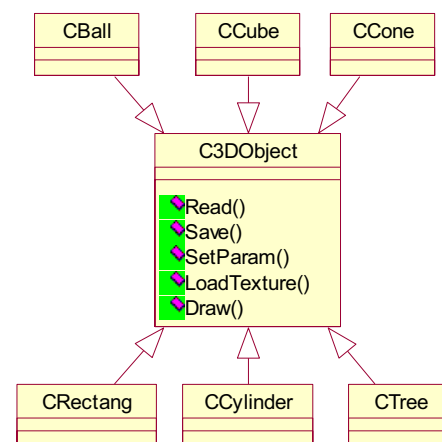 CBall
CCube
CCone
C3DObject
Read()
Save()
SetParam()
LoadTexture()
Draw()
CRectang
CCylinder
CTree